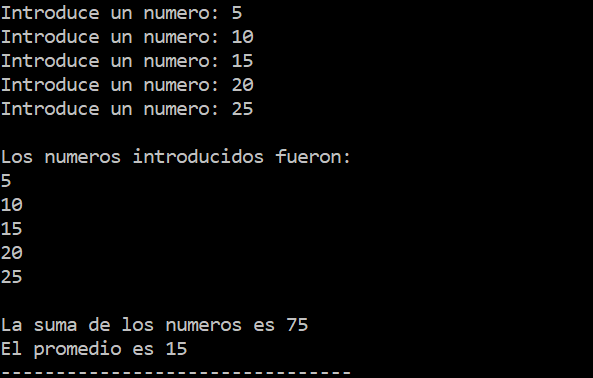 Introduce un numero: 5
Introduce un numero: 10
Introduce un numero: 15
Introduce un numero: 20
Introduce un numero: 25
Los numeros introducidos fueron:
5
10
15
20
25
La suma de los numeros es 75
El promedio es 15
--------------------------------